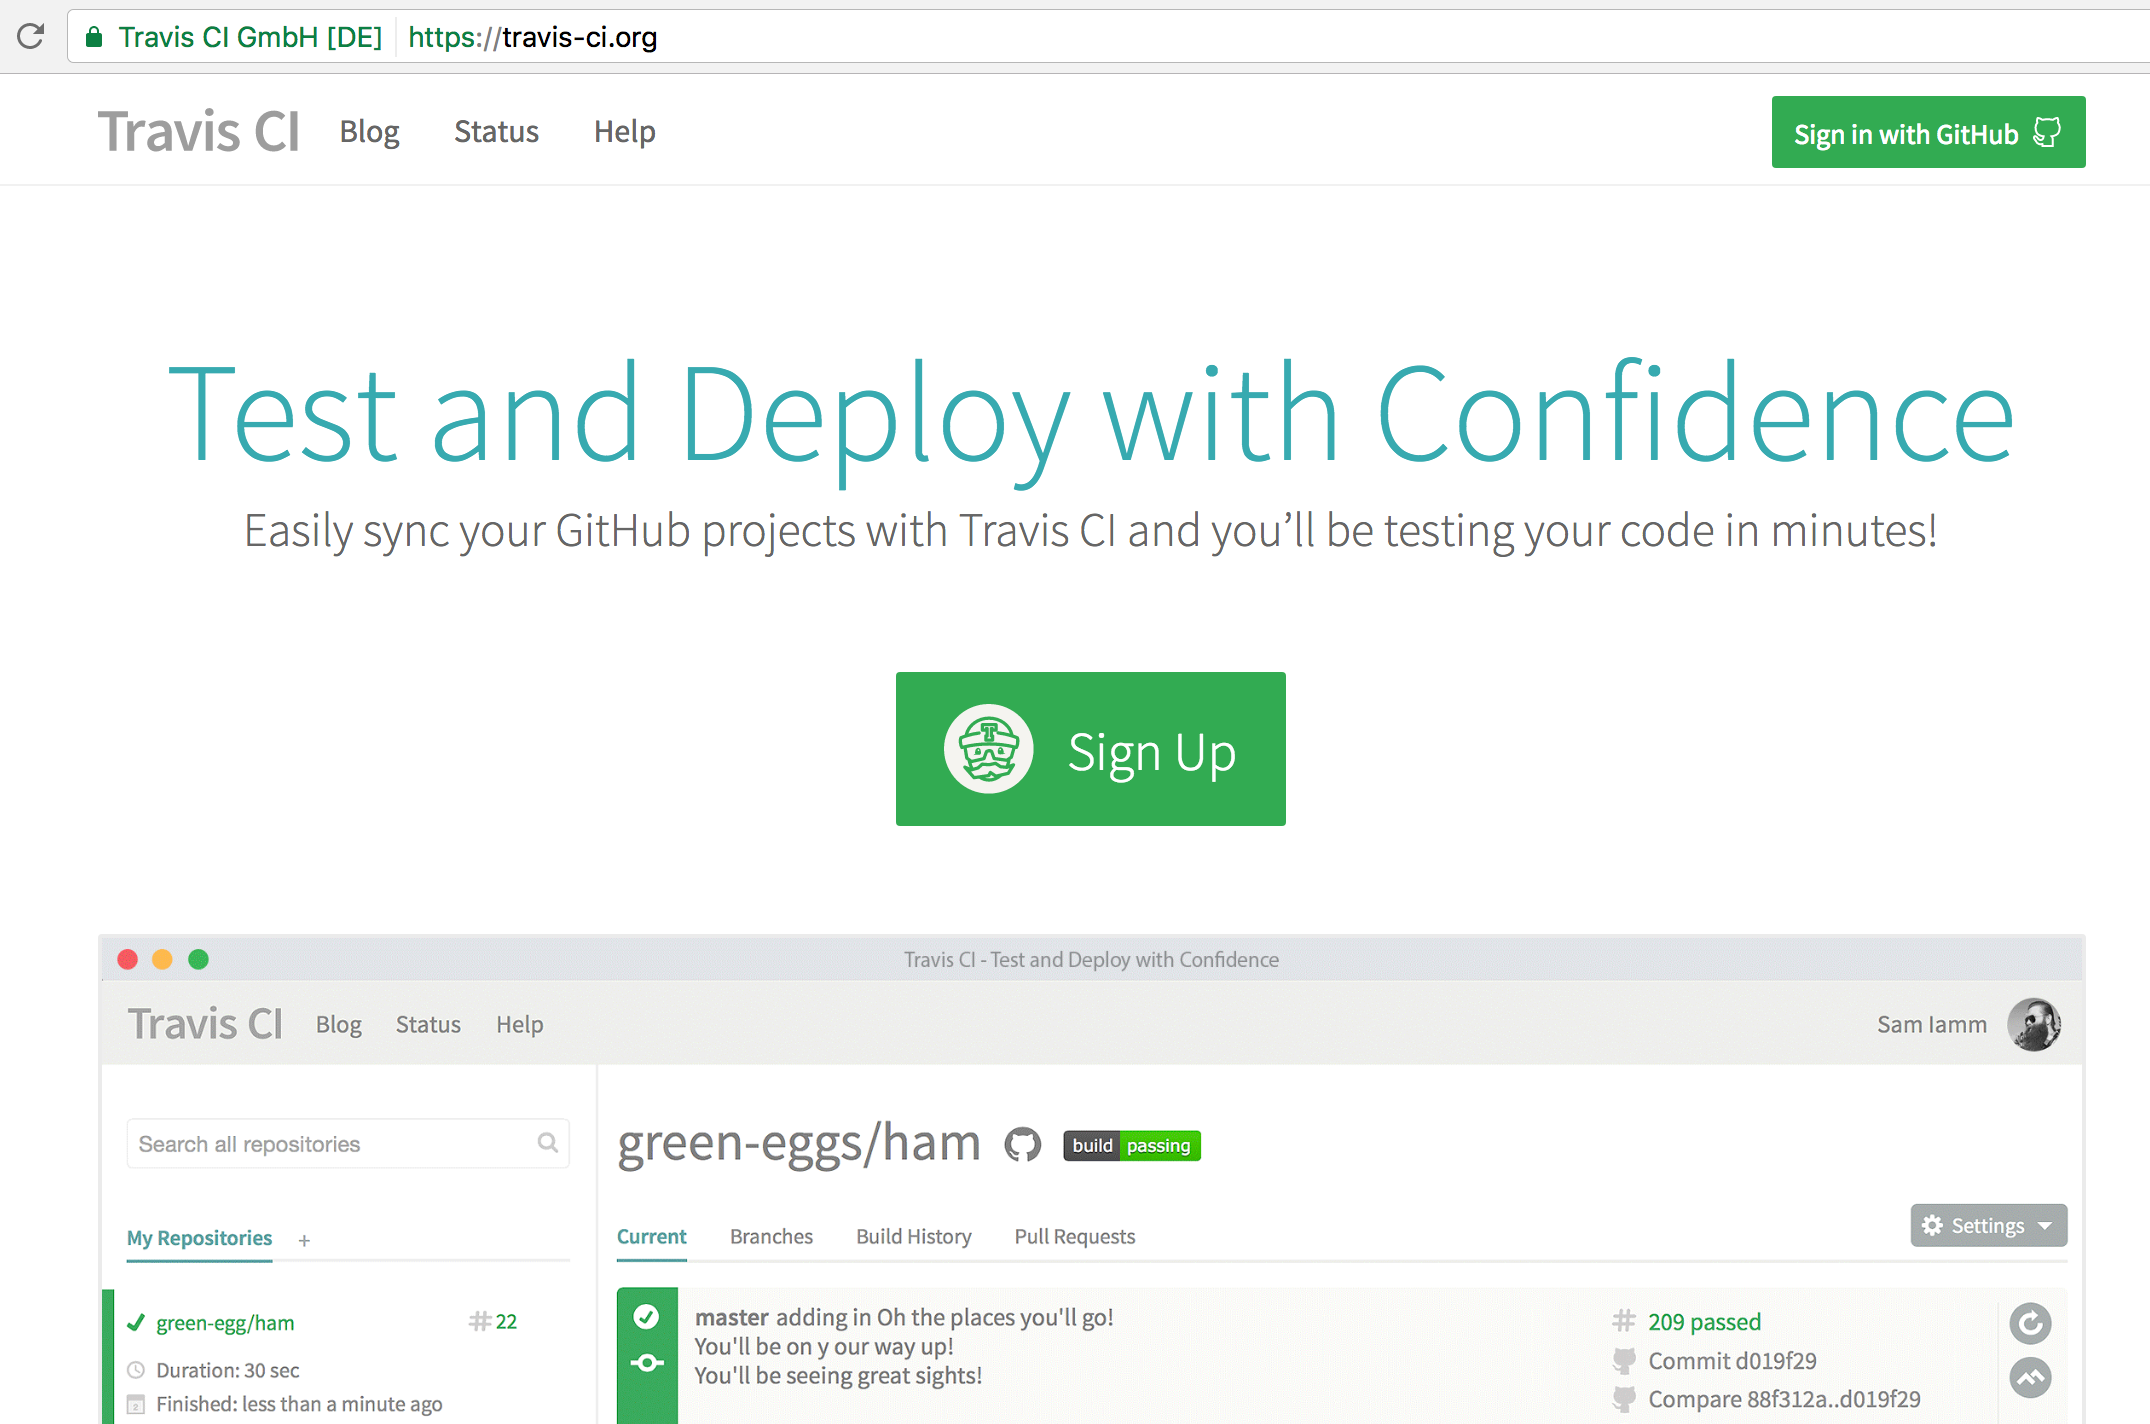 Travis CI GmbH [DE] https://travis-ci.org
Travis CI Blog Status Help Sign in with GitHub
Test and Deploy with Confidence
Easily sync your GitHub projects with Travis CI and you’ll be testing your code in minutes!
T Sign Up
Travis CI - Test and Deploy with Confidence
Travis CI Blog Status Help Sam Iamm
Search all repositories
green-eggs/ham build passing
My Repositories +
Current Branches Build History Pull Requests Settings
green-egg/ham # 22
Duration: 30 sec
Finished: less than a minute ago
master adding in Oh the places you'll go!
You'll be on y our way up!
You'll be seeing great sights!
# 209 passed
Commit d019f29
Compare 88f312a..d019f29